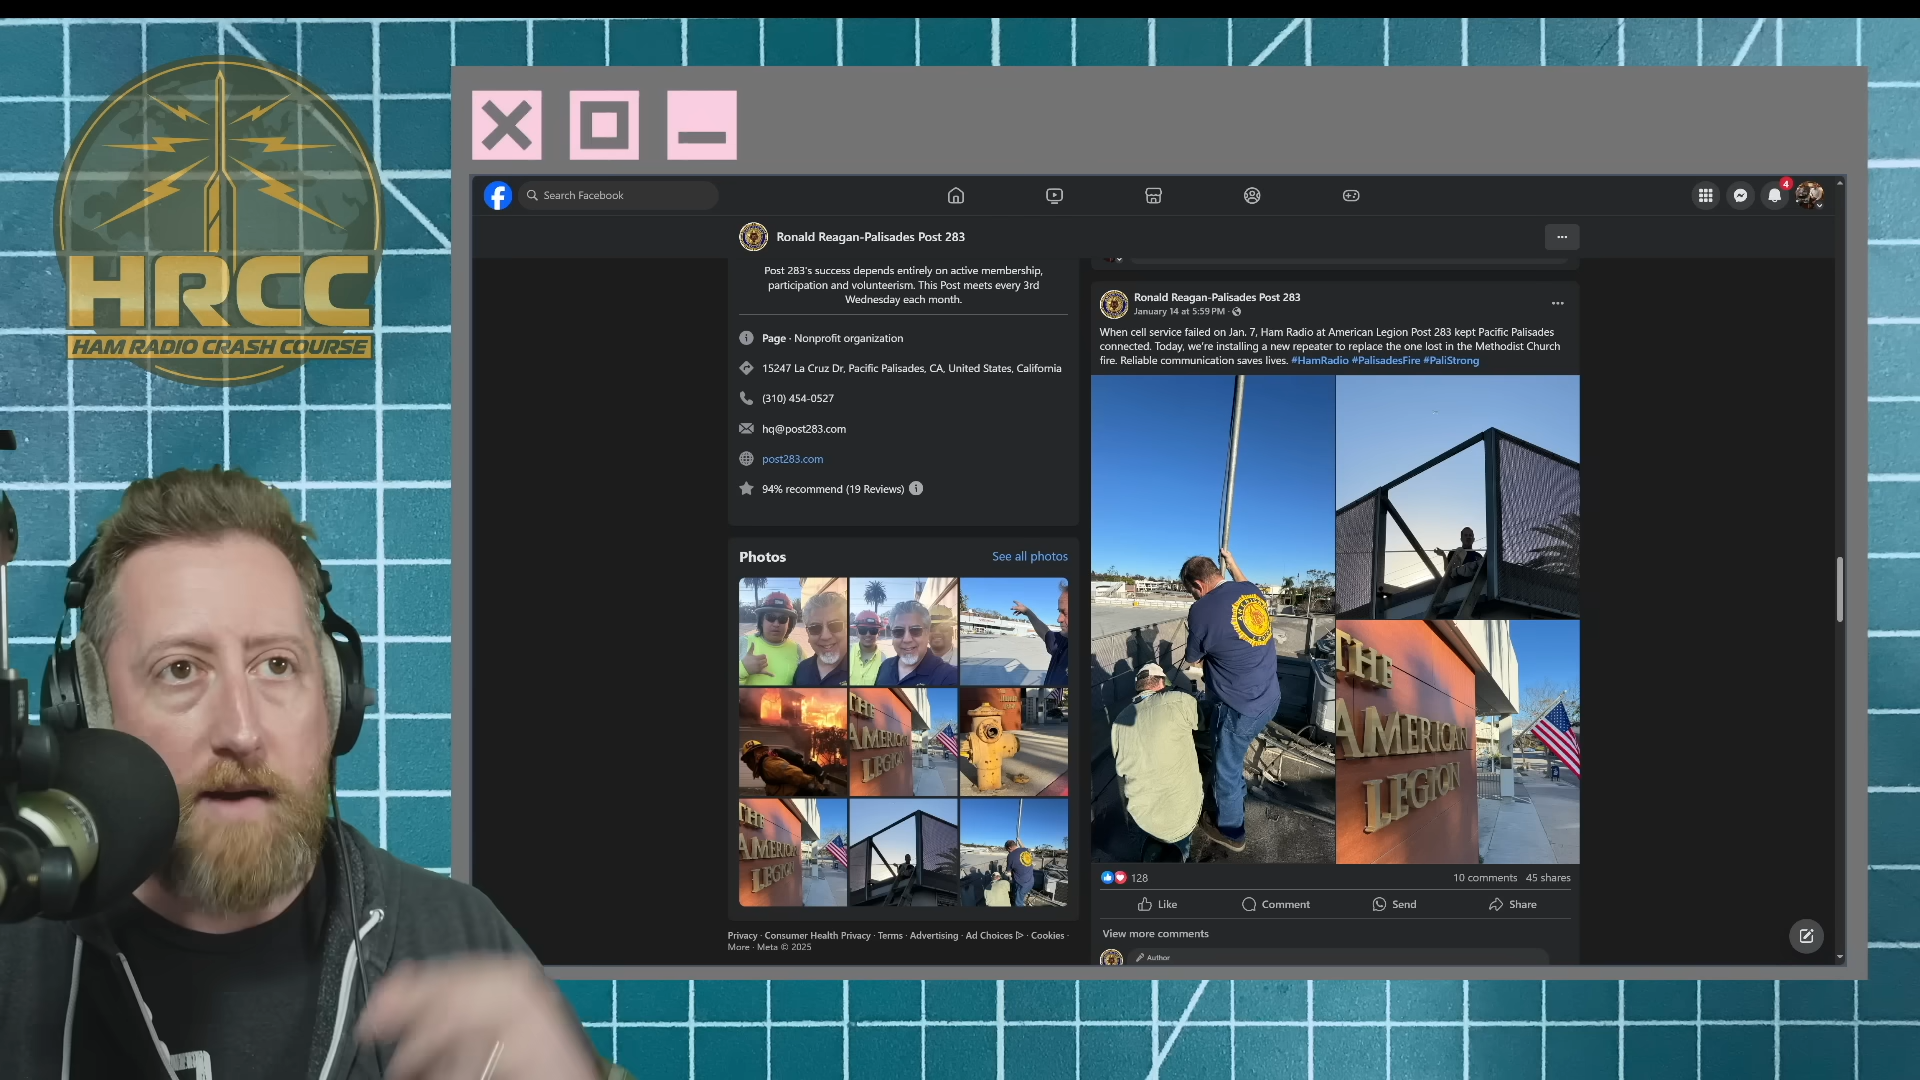 HRCC
HAM RADIO CRASH COURSE
Search Facebook
4
Ronald Reagan-Palisades Post 283
Post 283's success depends entirely on active membership,
participation and volunteerism. This Post meets every 3rd
Wednesday each month.
Page · Nonprofit organization
15247 La Cruz Dr, Pacific Palisades, CA, United States, California
(310) 454-0527
hq@post283.com
post283.com
94% recommend (19 Reviews)
Photos
See all photos
THE
AMERICAN
LEGION
THE
AMERICAN
LEGION
Privacy · Consumer Health Privacy · Terms · Advertising · Ad Choices · Cookies ·
More · Meta © 2025
Ronald Reagan-Palisades Post 283
January 14 at 5:59 PM ·
When cell service failed on Jan. 7, Ham Radio at American Legion Post 283 kept Pacific Palisades
connected. Today, we're installing a new repeater to replace the one lost in the Methodist Church
fire. Reliable communication saves lives. #HamRadio #PalisadesFire #PaliStrong
THE
AMERICAN
LEGION
128
10 comments 45 shares
Like Comment Send Share
View more comments
Author